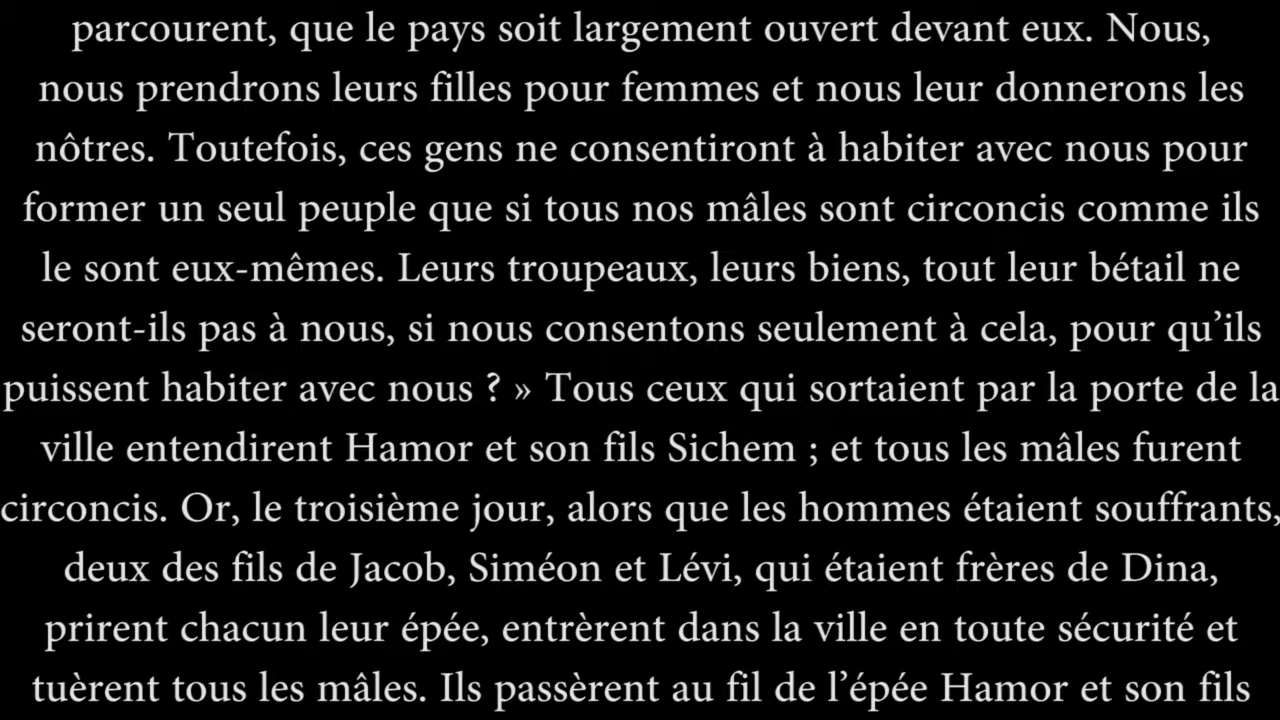 parcourent, que le pays soit largement ouvert devant eux. Nous,
nous prendrons leurs filles pour femmes et nous leur donnerons les
nôtres. Toutefois, ces gens ne consentiront à habiter avec nous pour
former un seul peuple que si tous nos mâles sont circoncis comme ils
le sont eux-mêmes. Leurs troupeaux, leurs biens, tout leur bétail ne
seront-ils pas à nous, si nous consentons seulement à cela, pour qu’ils
puissent habiter avec nous ? » Tous ceux qui sortaient par la porte de la
ville entendirent Hamor et son fils Sichem ; et tous les mâles furent
circoncis. Or, le troisième jour, alors que les hommes étaient souffrants,
deux des fils de Jacob, Siméon et Lévi, qui étaient frères de Dina,
prirent chacun leur épée, entrèrent dans la ville en toute sécurité et
tuèrent tous les mâles. Ils passèrent au fil de l’épée Hamor et son fils